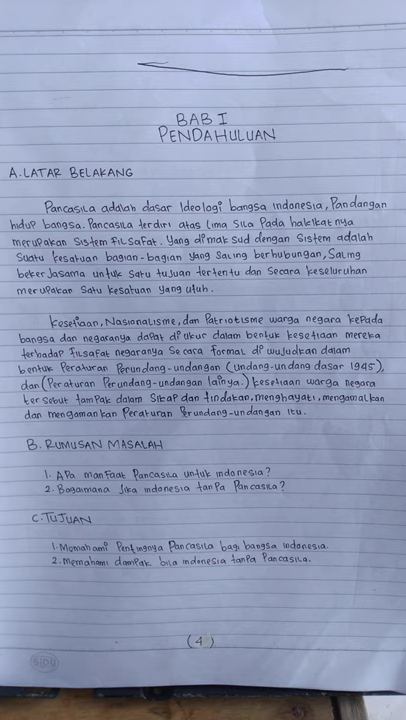 BAB I
PENDAHULUAN
A. LATAR BELAKANG
Pancasila adalah dasar Ideologi bangsa indonesia, Pandangan
hidup bangsa. Pancasila terdiri atas lima sila Pada hakikatnya
merupakan Sistem FiLSaFat. Yang dimaksud dengan Sistem adalah
Suatu kesatuan bagian-bagian yang Saling berhubungan, Saling
bekerjasama untuk Satu tujuan tertentu dan Secara keseluruhan
merupakan Satu kesatuan Yang utuh.
Kesetiaan, Nasionalisme, dan Patriotisme warga negara kepada
bangsa dan negaranya dapat diukur dalam bentuk kesetiaan mereka
terhadap Filsafat negaranya Secara Formal diwujudkan dalam
bentuk Peraturan Perundang-undangan (undang-undang dasar 1945),
dan (Peraturan Perundang-undangan lainya.) kesetiaan warga negara
tersebut tampak dalam Sikap dan tindakan, menghayati, mengamalkan
dan mengamankan Peraturan Perundang-undangan itu.
B. RUMUSAN MASALAH
1. Apa manfaat Pancasila untuk indonesia?
2. Bagaimana Jika indonesia tanpa Pancasila?
C. TUJUAN
1. Memahami Pentingnya Pancasila bagi bangsa indonesia.
2. memahami dampak bila indonesia tanpa Pancasila.
(4)
SIDU